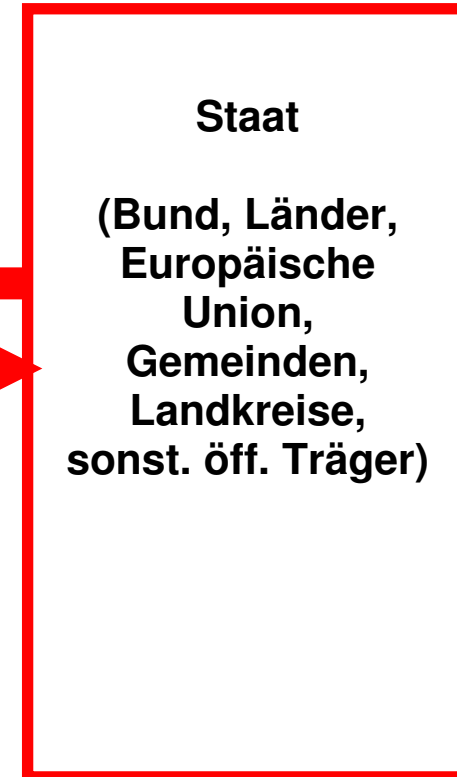 Staat
(Bund, Länder,
Europäische
Union,
Gemeinden,
Landkreise,
sonst. öff. Träger)